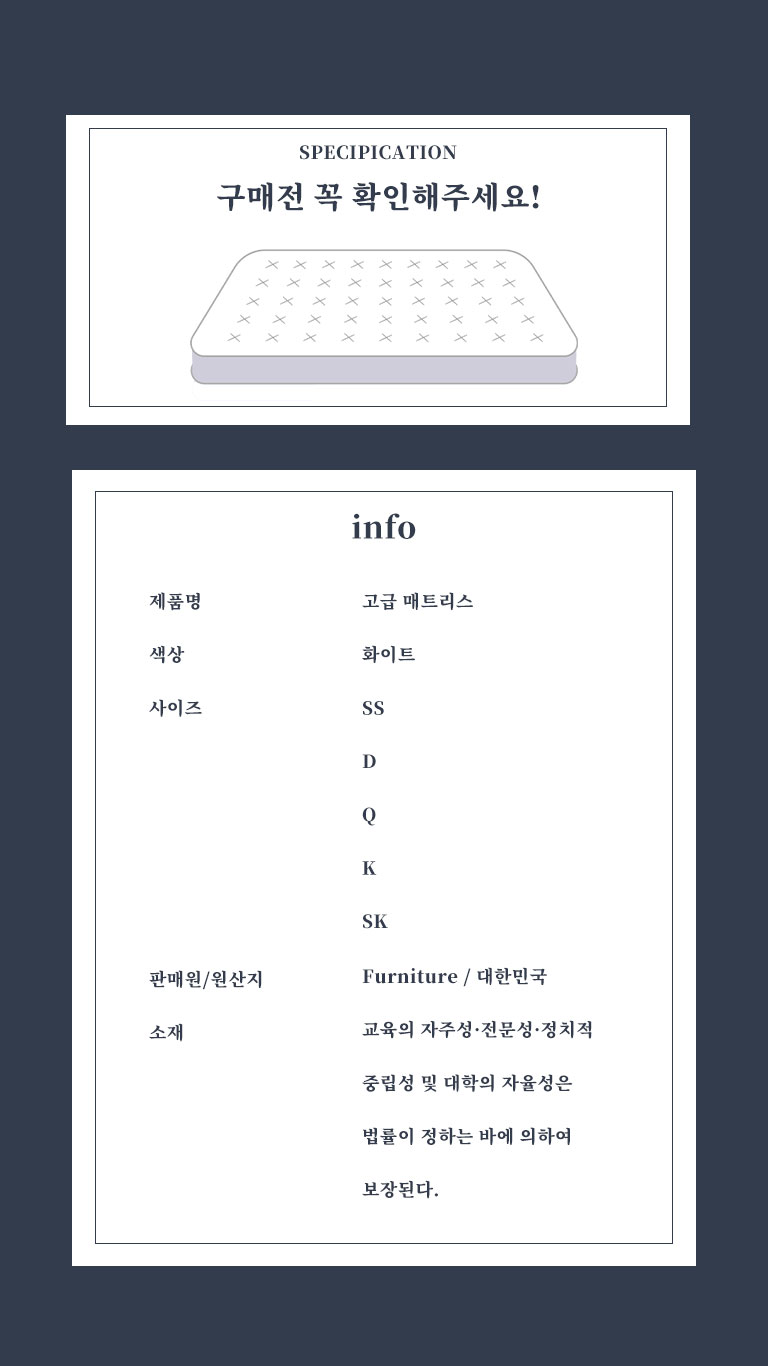 SPECIPICATION
구매전 꼭 확인해주세요!
info
제품명 고급 매트리스
색상 화이트
사이즈 SS
D
Q
K
SK
판매원/원산지 Furniture / 대한민국
소재 교육의 자주성·전문성·정치적
중립성 및 대학의 자율성은
법률이 정하는 바에 의하여
보장된다.